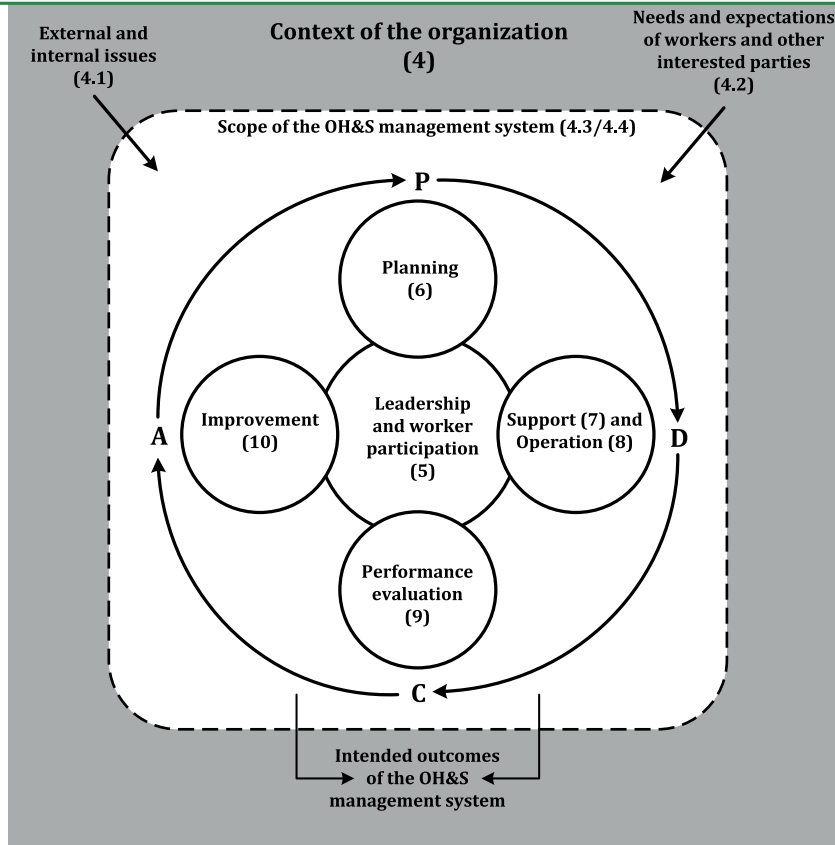 Context of the organization
(4)
External and
internal issues
(4.1)
Needs and expectations
of workers and other
interested parties
(4.2)
Scope of the OH&S management system (4.3/4.4)
P
Planning
(6)
A
Improvement
(10)
Leadership
and worker
participation
(5)
Support (7) and
Operation (8)
D
Performance
evaluation
(9)
C
Intended outcomes
of the OH&S
management system